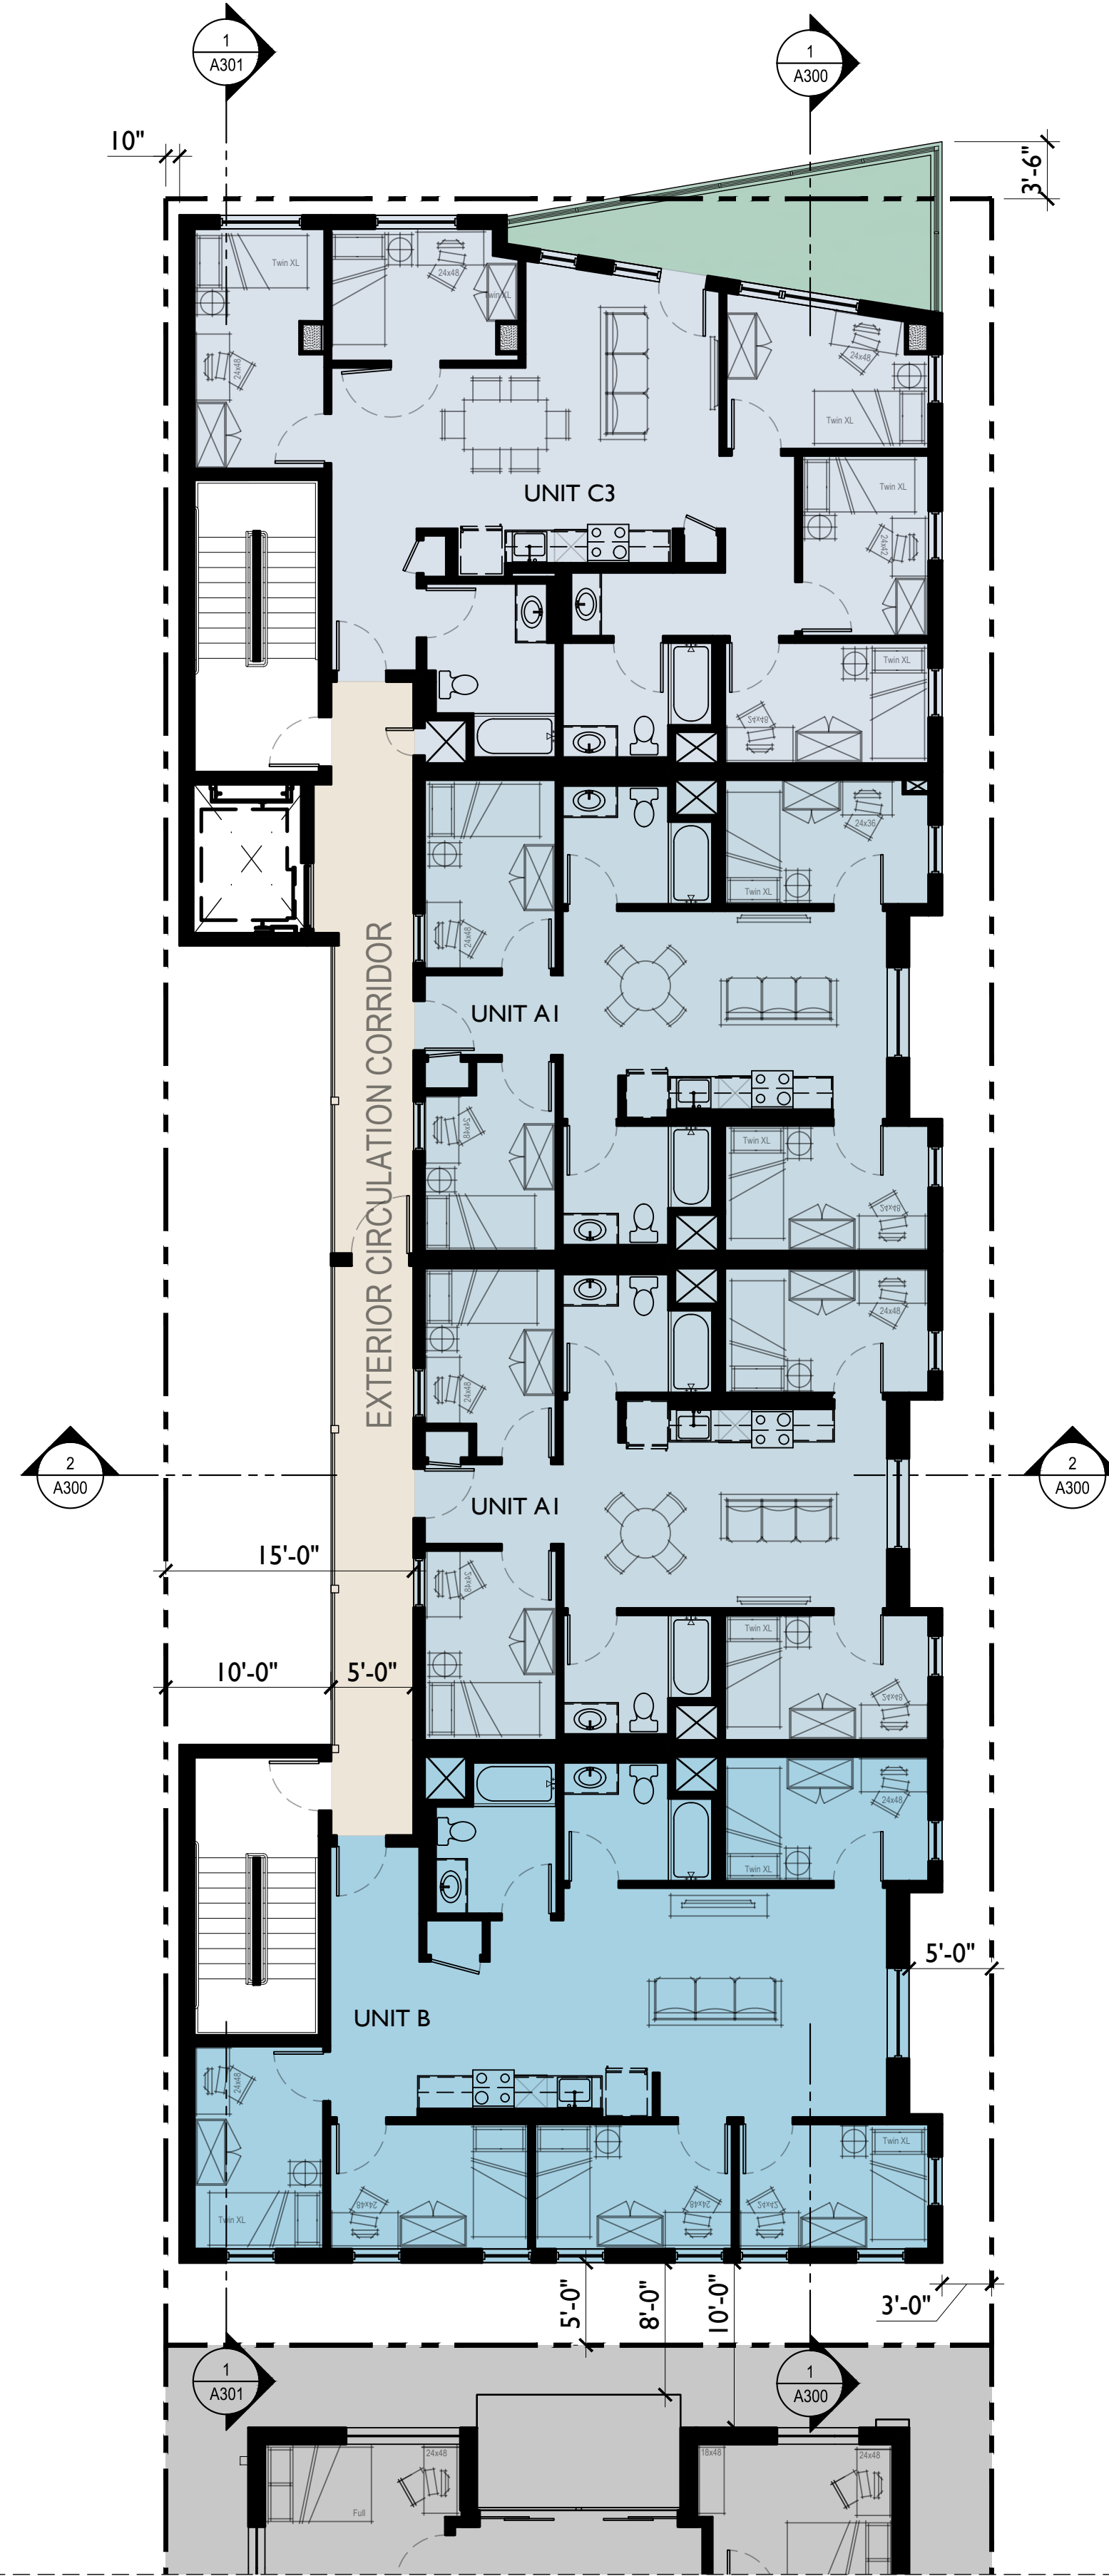 1
A301
1
A300
10"
3'-6"
Twin XL
24x48
Twin XL
24x48
24x48
Twin XL
UNIT C3
Twin XL
24x42
Twin XL
24x48
24x36
Twin XL
24x48
EXTERIOR CIRCULATION CORRIDOR
UNIT A1
24x48
Twin XL
24x48
24x48
24x48
2
A300
2
A300
UNIT A1
15'-0"
24x48
Twin XL
10'-0"
5'-0"
24x48
24x48
Twin XL
5'-0"
UNIT B
24x48
Twin XL
Twin XL
24x48
24x48
24x42
5'-0"
8'-0"
10'-0"
3'-0"
1
A301
1
A300
24x48
18x48
24x48
Full